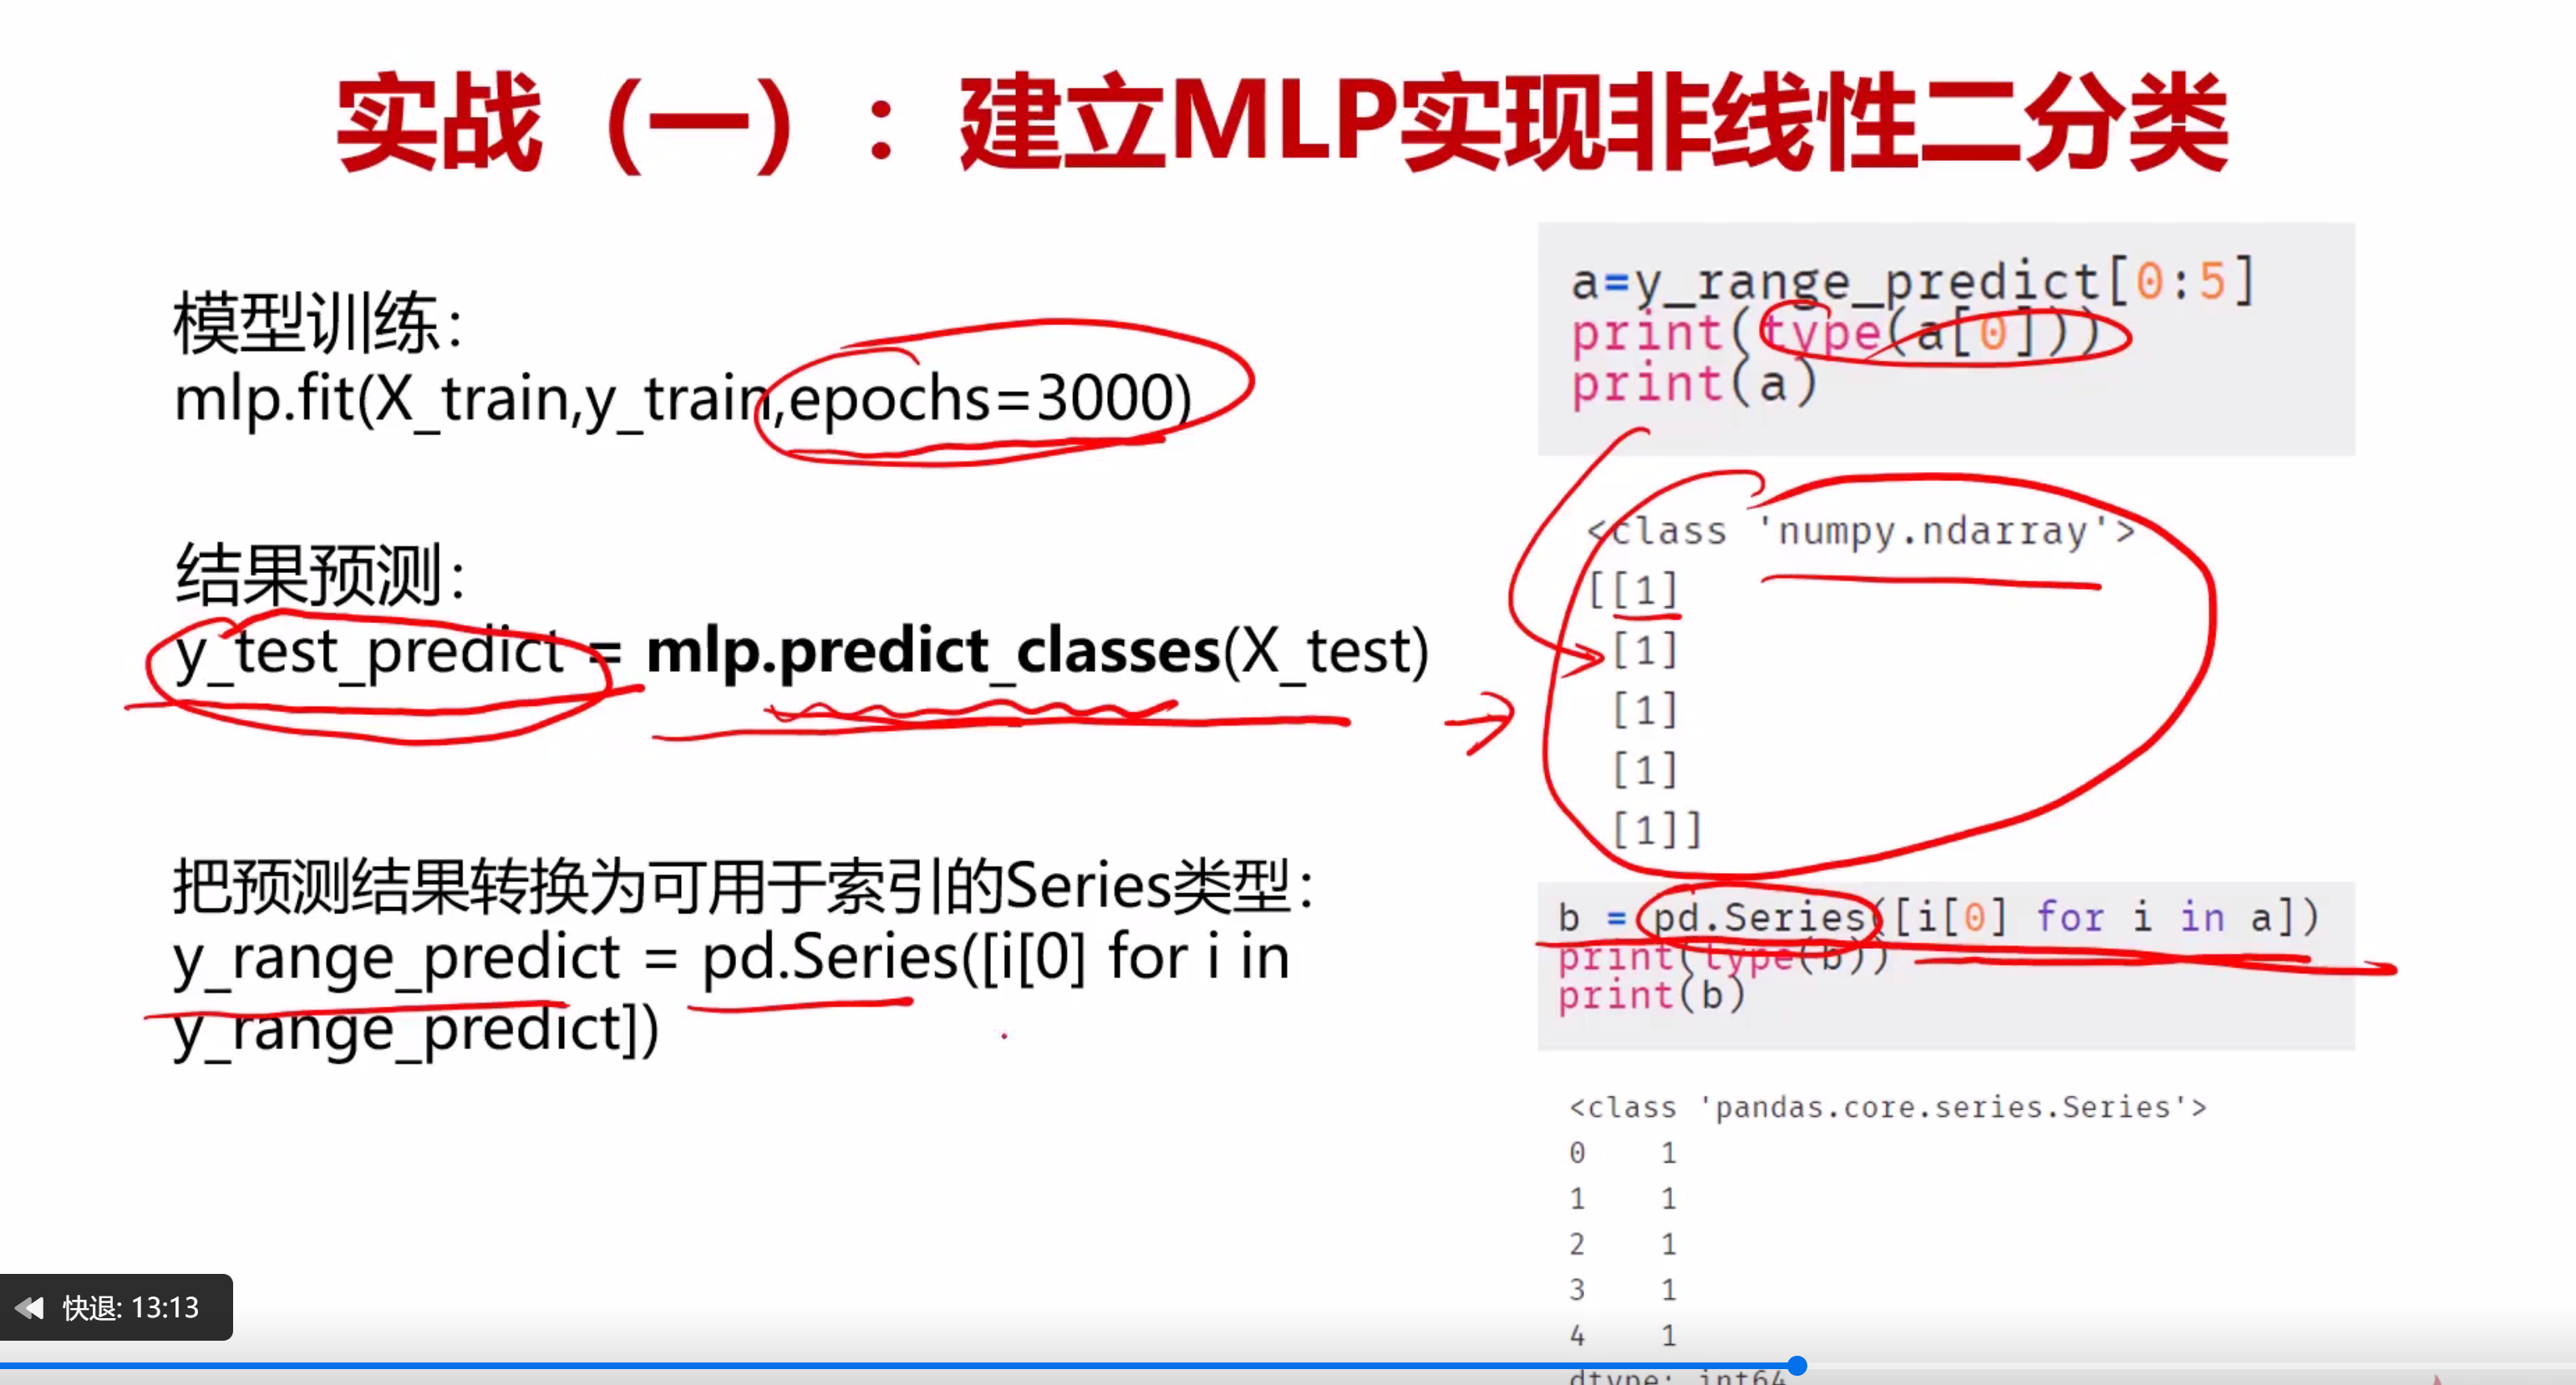 实战（一）：建立MLP实现非线性二分类
模型训练：
mlp.fit(X_train,y_train,epochs=3000)
结果预测：
y_test_predict = mlp.predict_classes(X_test)
把预测结果转换为可用于索引的Series类型：
y_range_predict = pd.Series([i[0] for i in
y_range_predict])
a=y_range_predict[0:5]
print(type(a[0]))
print(a)
<class 'numpy.ndarray'>
[[1]
[1]
[1]
[1]
[1]]
b = pd.Series([i[0] for i in a])
print(type(b))
print(b)
<class 'pandas.core.series.Series'>
0 1
1 1
2 1
3 1
4 1
dtype: int64
快退: 13:13